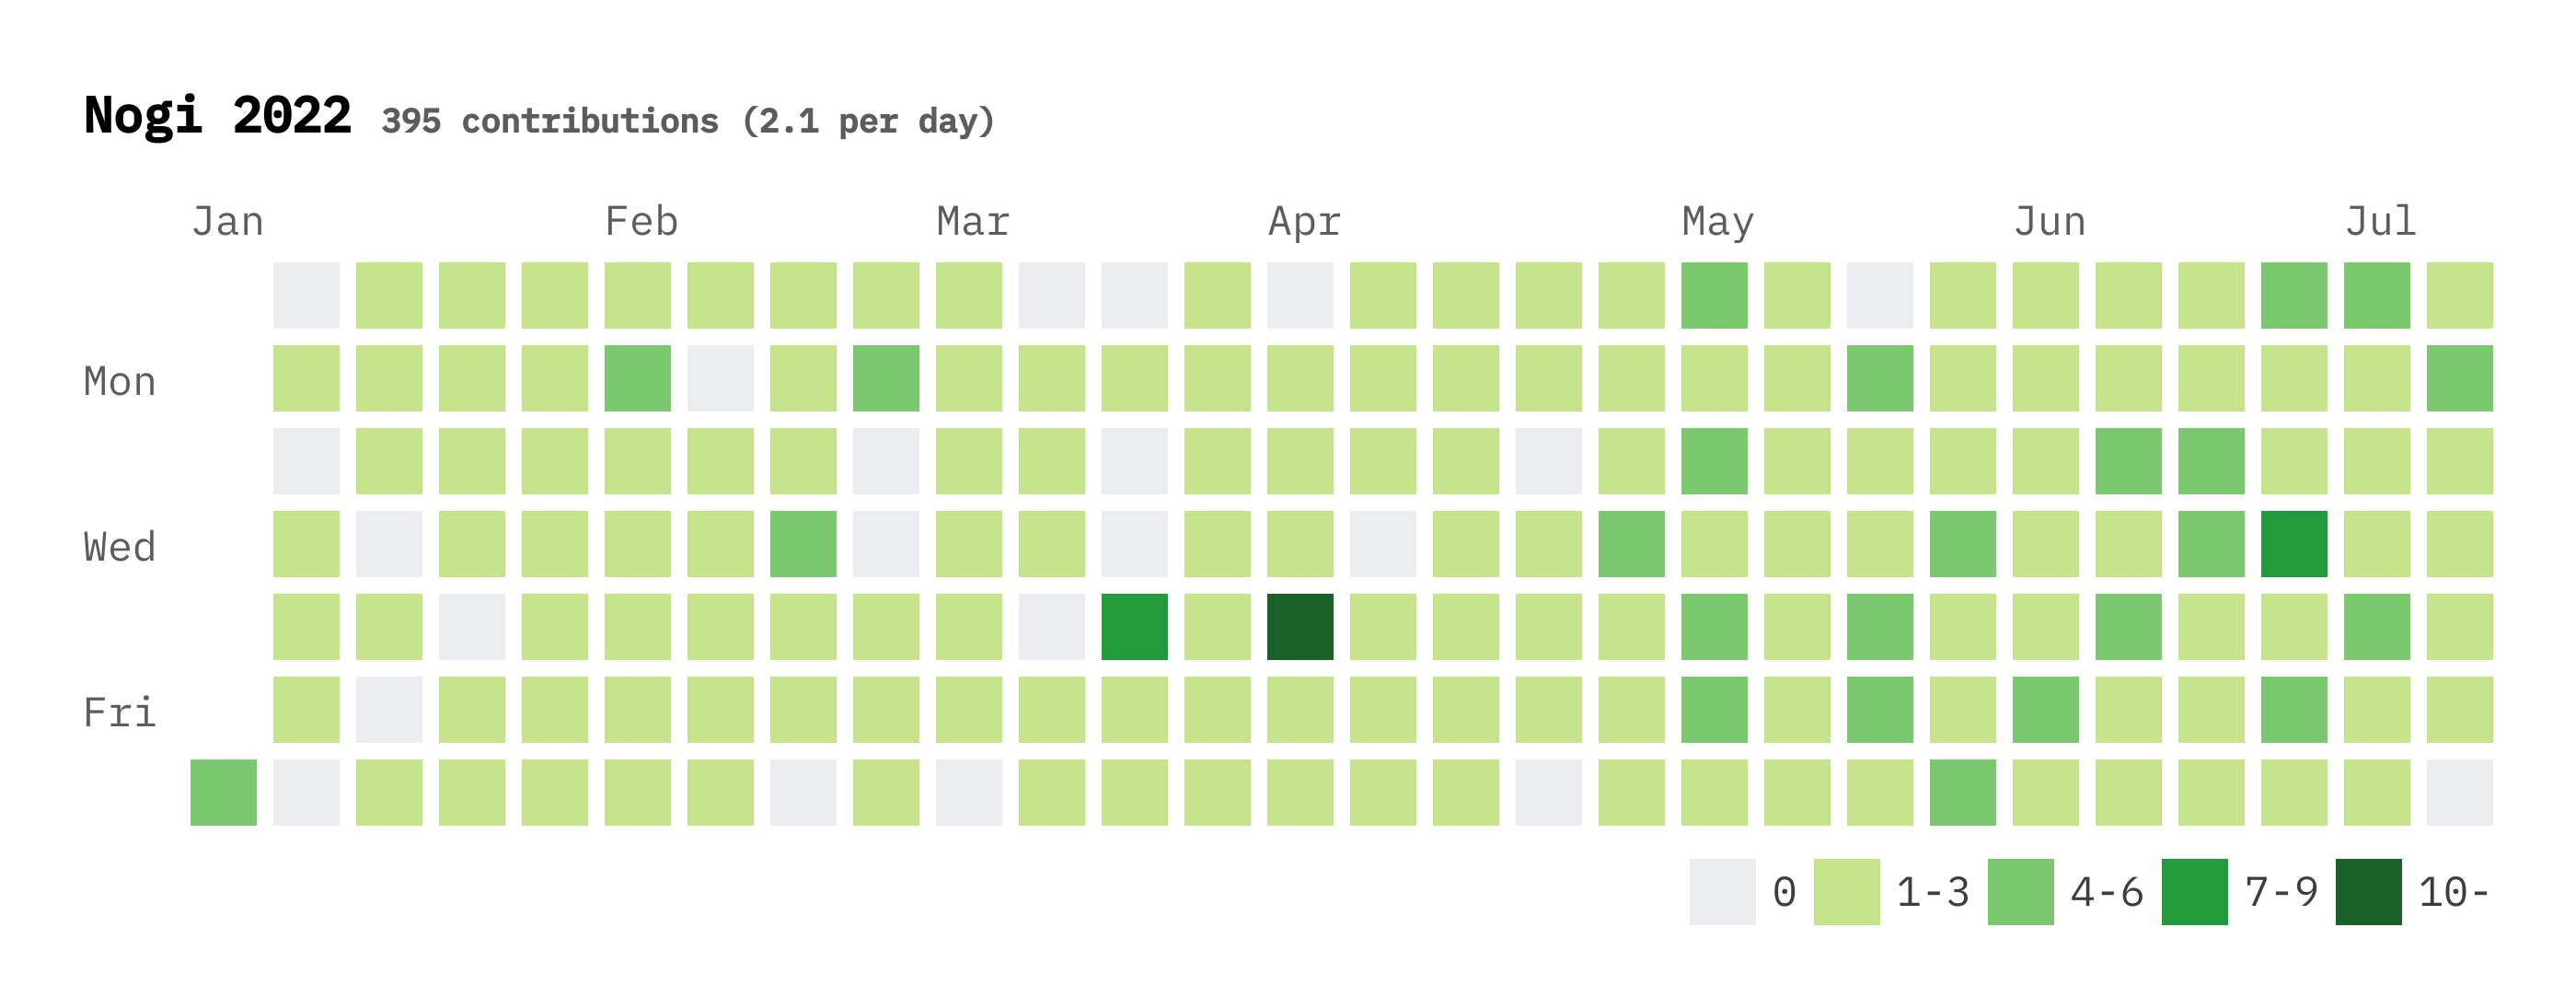 Nogi 2022 395 contributions (2.1 per day)
Jan Feb Mar Apr May Jun Jul
Mon
Wed
Fri
0 1-3 4-6 7-9 10-